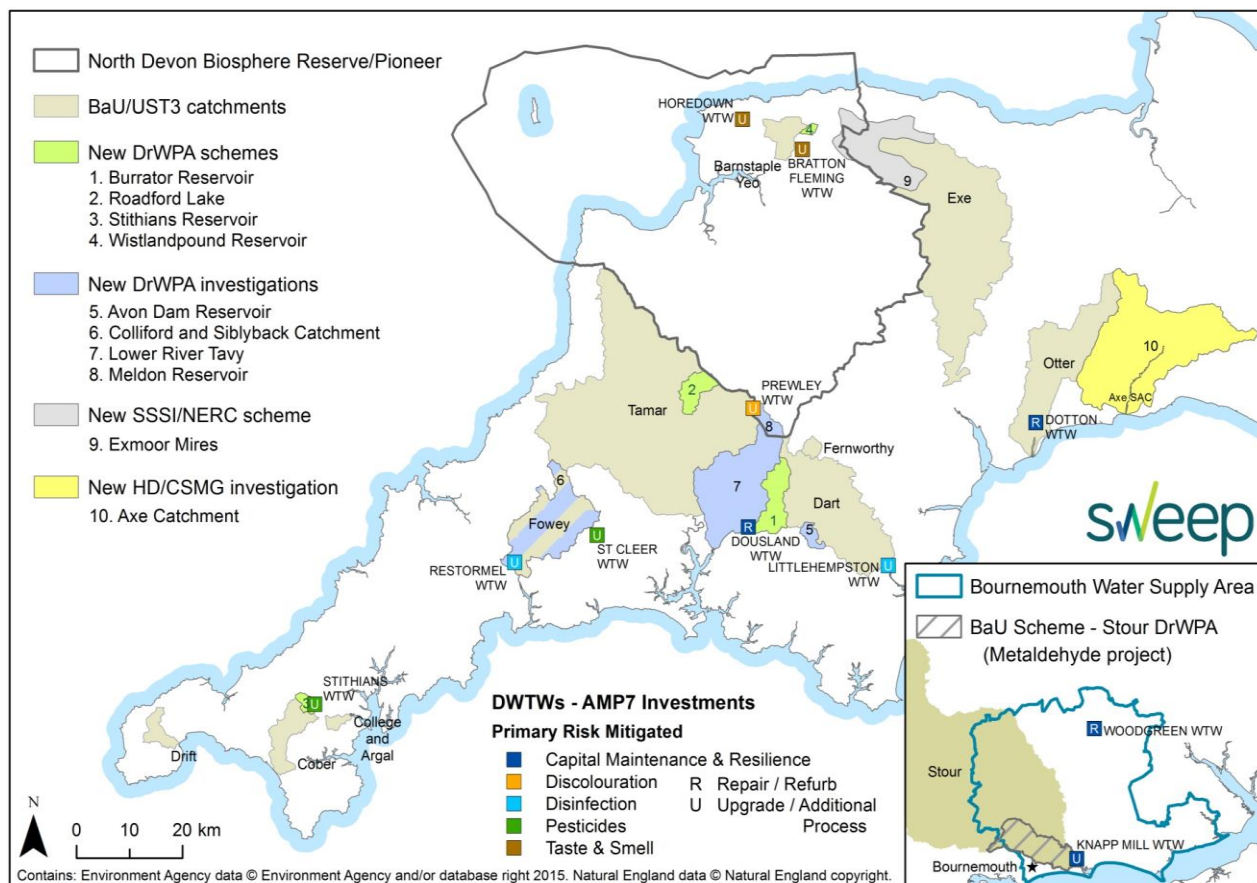 North Devon Biosphere Reserve/Pioneer
BaU/UST3 catchments
New DrWPA schemes
1. Burrator Reservoir
2. Roadford Lake
3. Stithians Reservoir
4. Wistlandpound Reservoir
New DrWPA investigations
5. Avon Dam Reservoir
6. Colliford and Siblyback Catchment
7. Lower River Tavy
8. Meldon Reservoir
New SSSI/NERC scheme
9. Exmoor Mires
New HD/CSMG investigation
10. Axe Catchment
HOREDOWN
WTW
U
4
U
Barnstaple
Yeo
BRATTON
FLEMING
WTW
9
Exe
Otter
10
Axe SAC
R
DOTTON
WTW
Tamar
2
PREWLEY
WTW
U
8
Fernworthy
7
1
Dart
5
R
DOUSLAND
WTW
LITTLEHEMPSTON
WTW
U
6
Fowey
U
ST CLEER
WTW
RESTORMEL
WTW
U
STITHIANS
WTW
3
U
College
and
Argal
Cober
Drift
sweep
N
0 10 20 km
DWTWs - AMP7 Investments
Primary Risk Mitigated
Capital Maintenance & Resilience
Discolouration
Disinfection
Pesticides
Taste & Smell
R Repair / Refurb
U Upgrade / Additional
Process
Bournemouth Water Supply Area
BaU Scheme - Stour DrWPA
(Metaldehyde project)
R
WOODGREEN WTW
Stour
KNAPP MILL WTW
U
Bournemouth
Contains: Environment Agency data © Environment Agency and/or database right 2015. Natural England data © Natural England copyright.